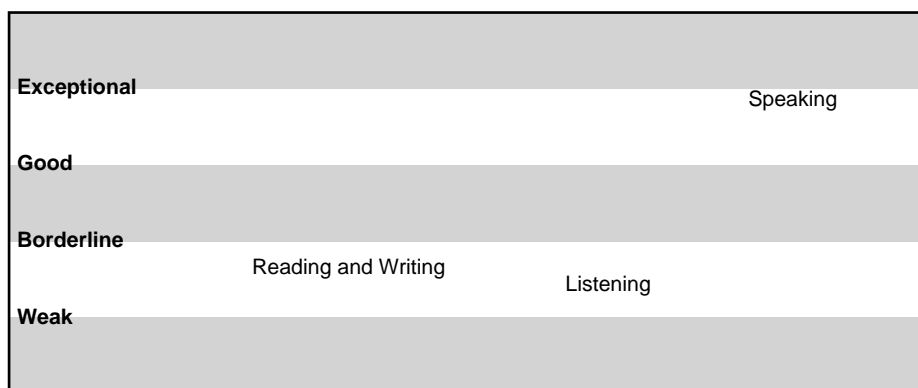 Exceptional
Speaking
Good
Borderline
Reading and Writing
Listening
Weak